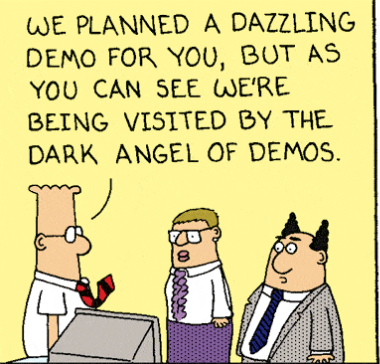 WE PLANNED A DAZZLING
DEMO FOR YOU, BUT AS
YOU CAN SEE WE'RE
BEING VISITED BY THE
DARK ANGEL OF DEMOS.